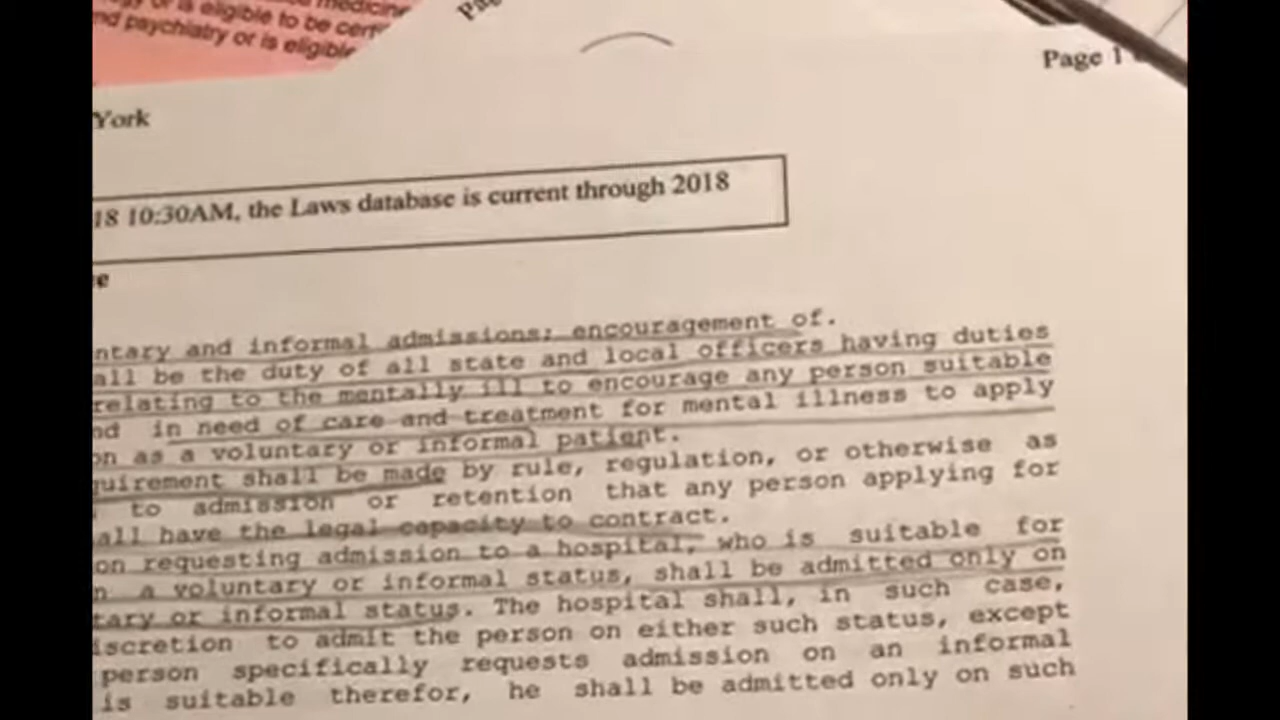 medicine
gy or is eligible to be cert
nd psychiatry or is eligible
Page 1
York
18 10:30AM, the Laws database is current through 2018
e
ntary and informal admissions; encouragement of.
all be the duty of all state and local officers having duties
relating to the mentally ill to encourage any person suitable
nd in need of care and treatment for mental illness to apply
on as a voluntary or informal patient.
quirement shall be made by rule, regulation, or otherwise as
to admission or retention that any person applying for
all have the legal capacity to contract.
on requesting admission to a hospital, who is suitable for
n a voluntary or informal status, shall be admitted only on
tary or informal status. The hospital shall, in such case,
iscretion to admit the person on either such status, except
person specifically requests admission on an informal
is suitable therefor, he shall be admitted only on such